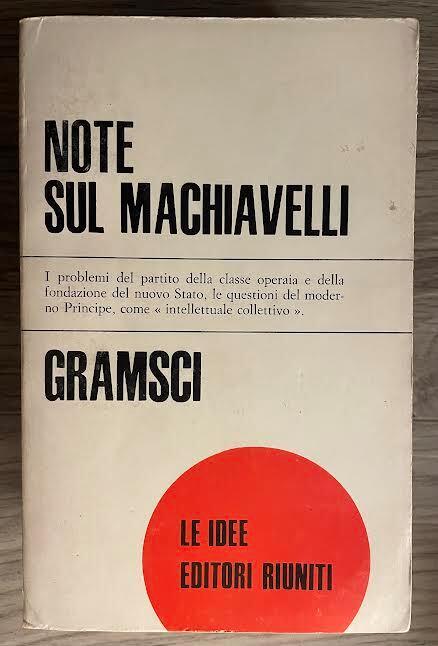 NOTE
SUL MACHIAVELLI
I problemi del partito della classe operaia e della
fondazione del nuovo Stato, le questioni del moder-
no Principe, come « intellettuale collettivo ».
GRAMSCI
LE IDEE
EDITORI RIUNITI